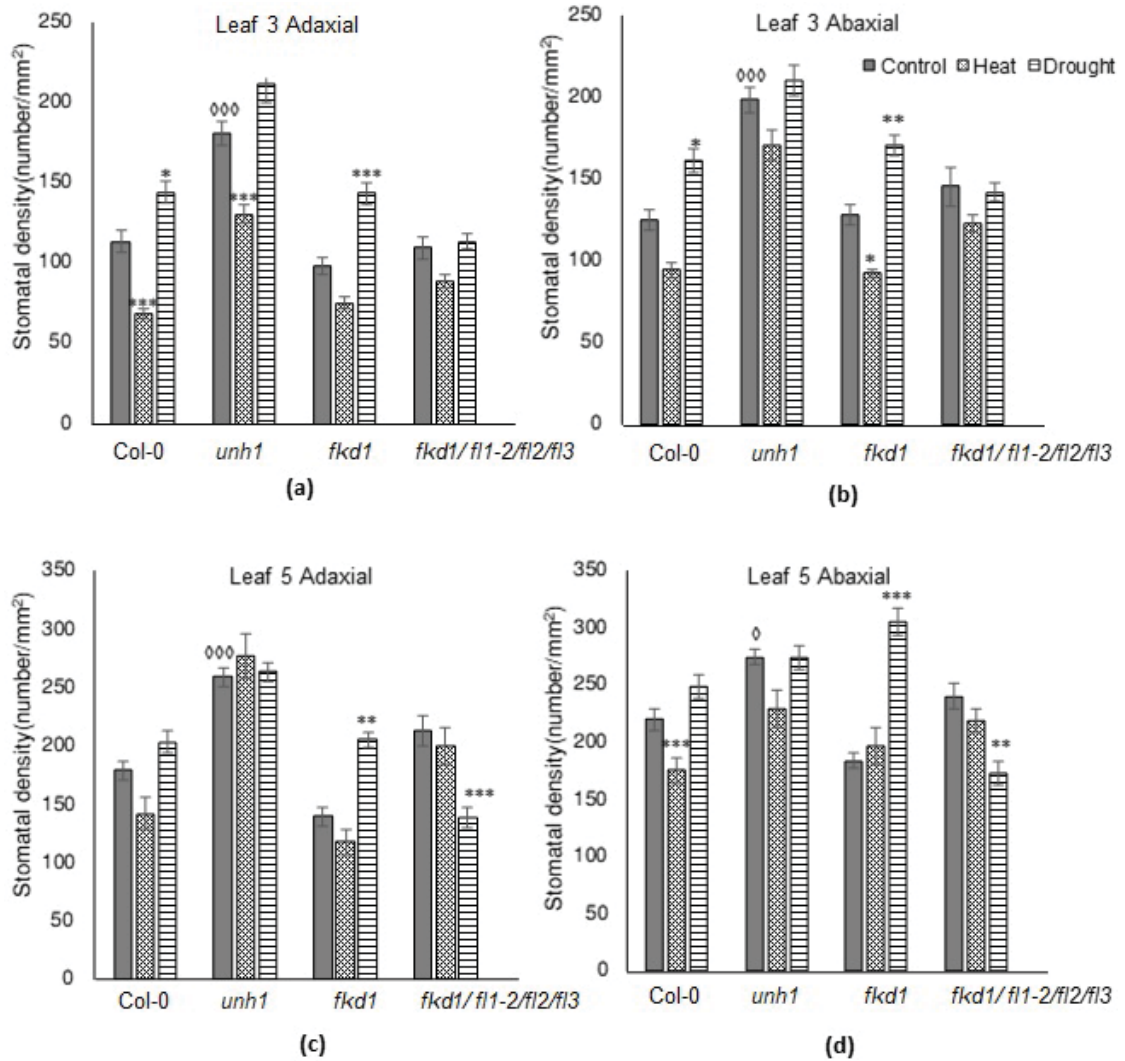 Leaf 3 Adaxial
Stomatal density(number/mm²)
250
200
150
100
50
0
◊◊◊
*
***
***
***
Col-0 unh1 fkd1 fkd1/ fl1-2/fl2/fl3
(a)
Leaf 3 Abaxial
Control Heat Drought
Stomatal density(number/mm²)
250
200
150
100
50
0
◊◊◊
*
**
*
Col-0 unh1 fkd1 fkd1/ fl1-2/fl2/fl3
(b)
Leaf 5 Adaxial
Stomatal density(number/mm²)
350
300
250
200
150
100
50
0
◊◊◊
**
***
Col-0 unh1 fkd1 fkd1/ fl1-2/fl2/fl3
(c)
Leaf 5 Abaxial
Stomatal density(number/mm²)
350
300
250
200
150
100
50
0
***
◊
***
**
Col-0 unh1 fkd1 fkd1/ fl1-2/fl2/fl3
(d)